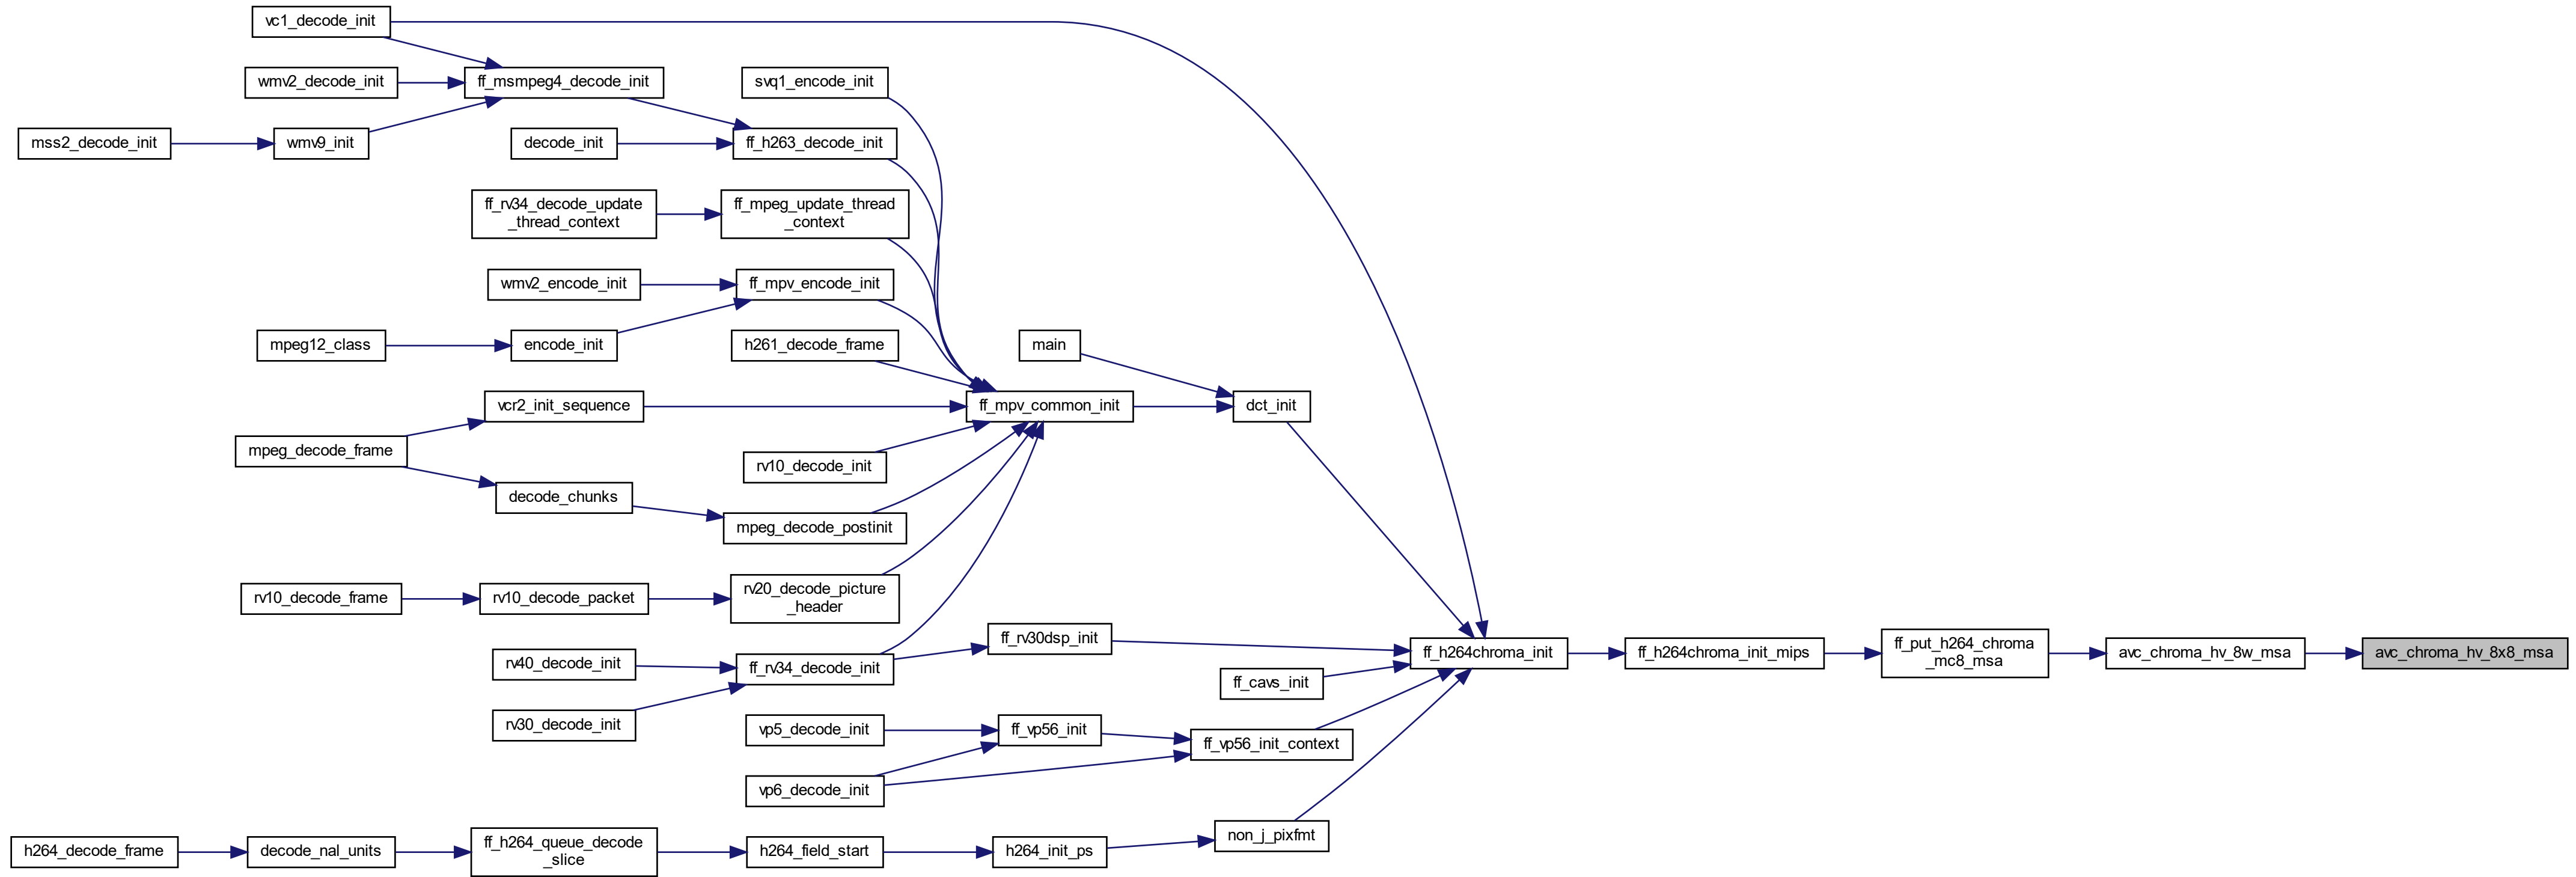 vc1_decode_init
wmv2_decode_init
ff_msmpeg4_decode_init
svq1_encode_init
mss2_decode_init
wmv9_init
decode_init
ff_h263_decode_init
ff_rv34_decode_update
_thread_context
ff_mpeg_update_thread
_context
wmv2_encode_init
ff_mpv_encode_init
mpeg12_class
encode_init
h261_decode_frame
main
vcr2_init_sequence
ff_mpv_common_init
dct_init
mpeg_decode_frame
rv10_decode_init
decode_chunks
mpeg_decode_postinit
rv10_decode_frame
rv10_decode_packet
rv20_decode_picture
_header
ff_rv30dsp_init
rv40_decode_init
ff_rv34_decode_init
ff_h264chroma_init
ff_h264chroma_init_mips
ff_put_h264_chroma
_mc8_msa
avc_chroma_hv_8w_msa
avc_chroma_hv_8x8_msa
ff_cavs_init
rv30_decode_init
vp5_decode_init
ff_vp56_init
ff_vp56_init_context
vp6_decode_init
non_j_pixfmt
h264_decode_frame
decode_nal_units
ff_h264_queue_decode
_slice
h264_field_start
h264_init_ps